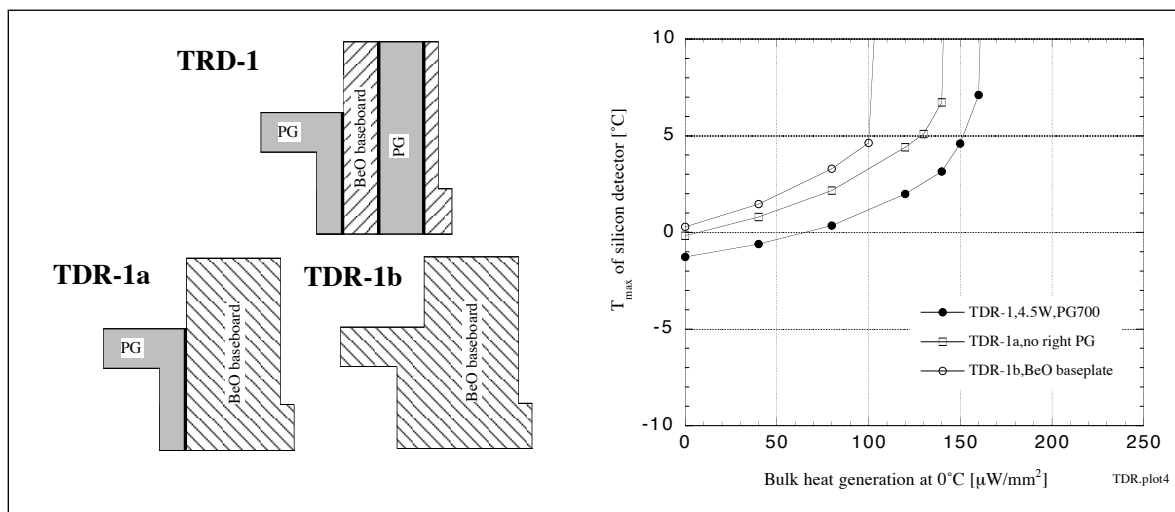 TRD-1
PG
BeO baseboard
PG
TDR-1a
PG
BeO baseboard
TDR-1b
BeO baseboard
T_max of silicon detector [˚C]
10
5
0
-5
-10
0
50
100
150
200
250
TDR-1,4.5W,PG700
TDR-1a,no right PG
TDR-1b,BeO baseplate
Bulk heat generation at 0˚C [µW/mm²]
TDR.plot4